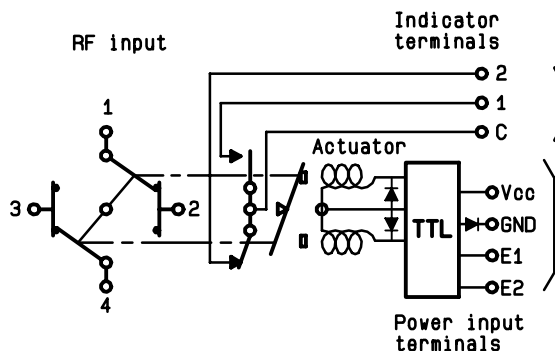 Indicator
terminals
RF input
2
1
C
1
Actuator
3
2
4
TTL
Vcc
GND
E1
E2
Power input
terminals